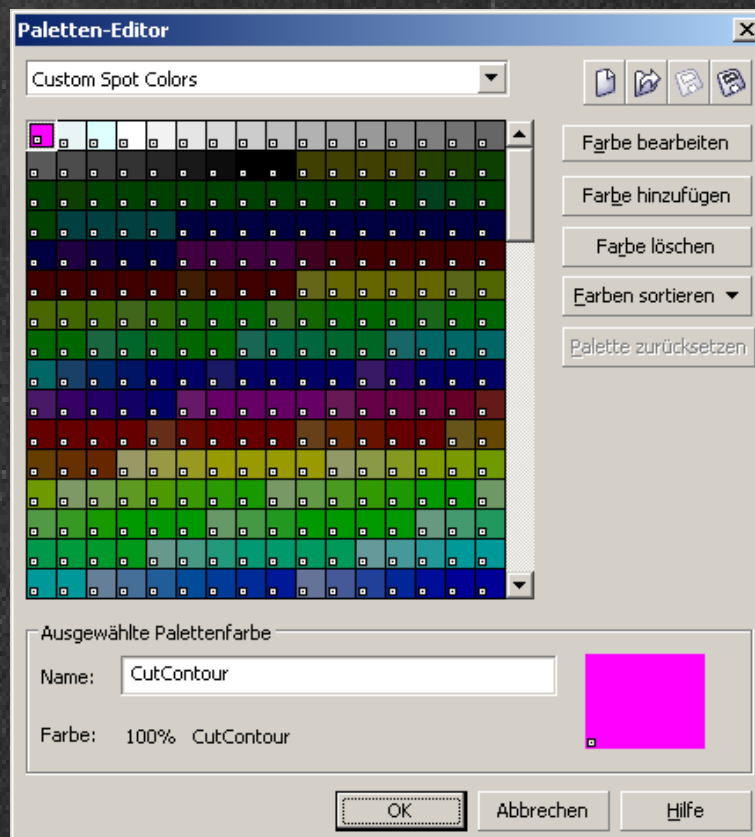 Paletten-Editor
Custom Spot Colors
Farbe bearbeiten
Farbe hinzufügen
Farbe löschen
Farben sortieren
Palette zurücksetzen
Ausgewählte Palettenfarbe
Name: CutContour
Farbe: 100% CutContour
OK Abbrechen Hilfe